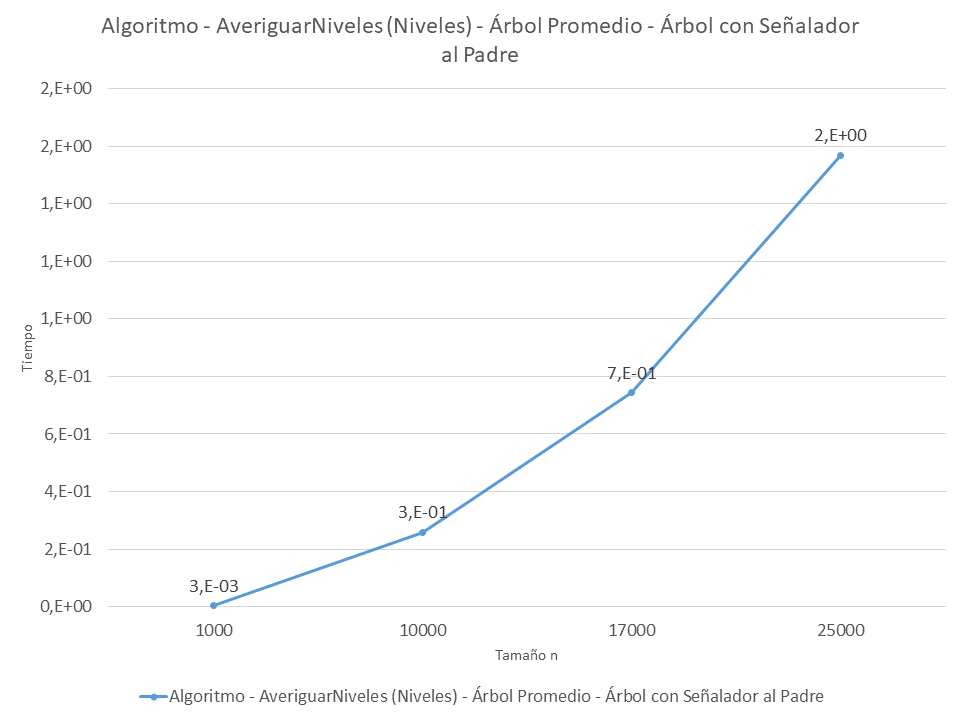 Algoritmo - AveriguarNiveles (Niveles) - Árbol Promedio - Árbol con Señalador
al Padre
2,E+00
2,E+00
1,E+00
1,E+00
1,E+00
8,E-01
6,E-01
4,E-01
2,E-01
0,E+00
Tiempo
3,E-03
3,E-01
7,E-01
2,E+00
1000
10000
17000
25000
Tamaño n
Algoritmo - AveriguarNiveles (Niveles) - Árbol Promedio - Árbol con Señalador al Padre